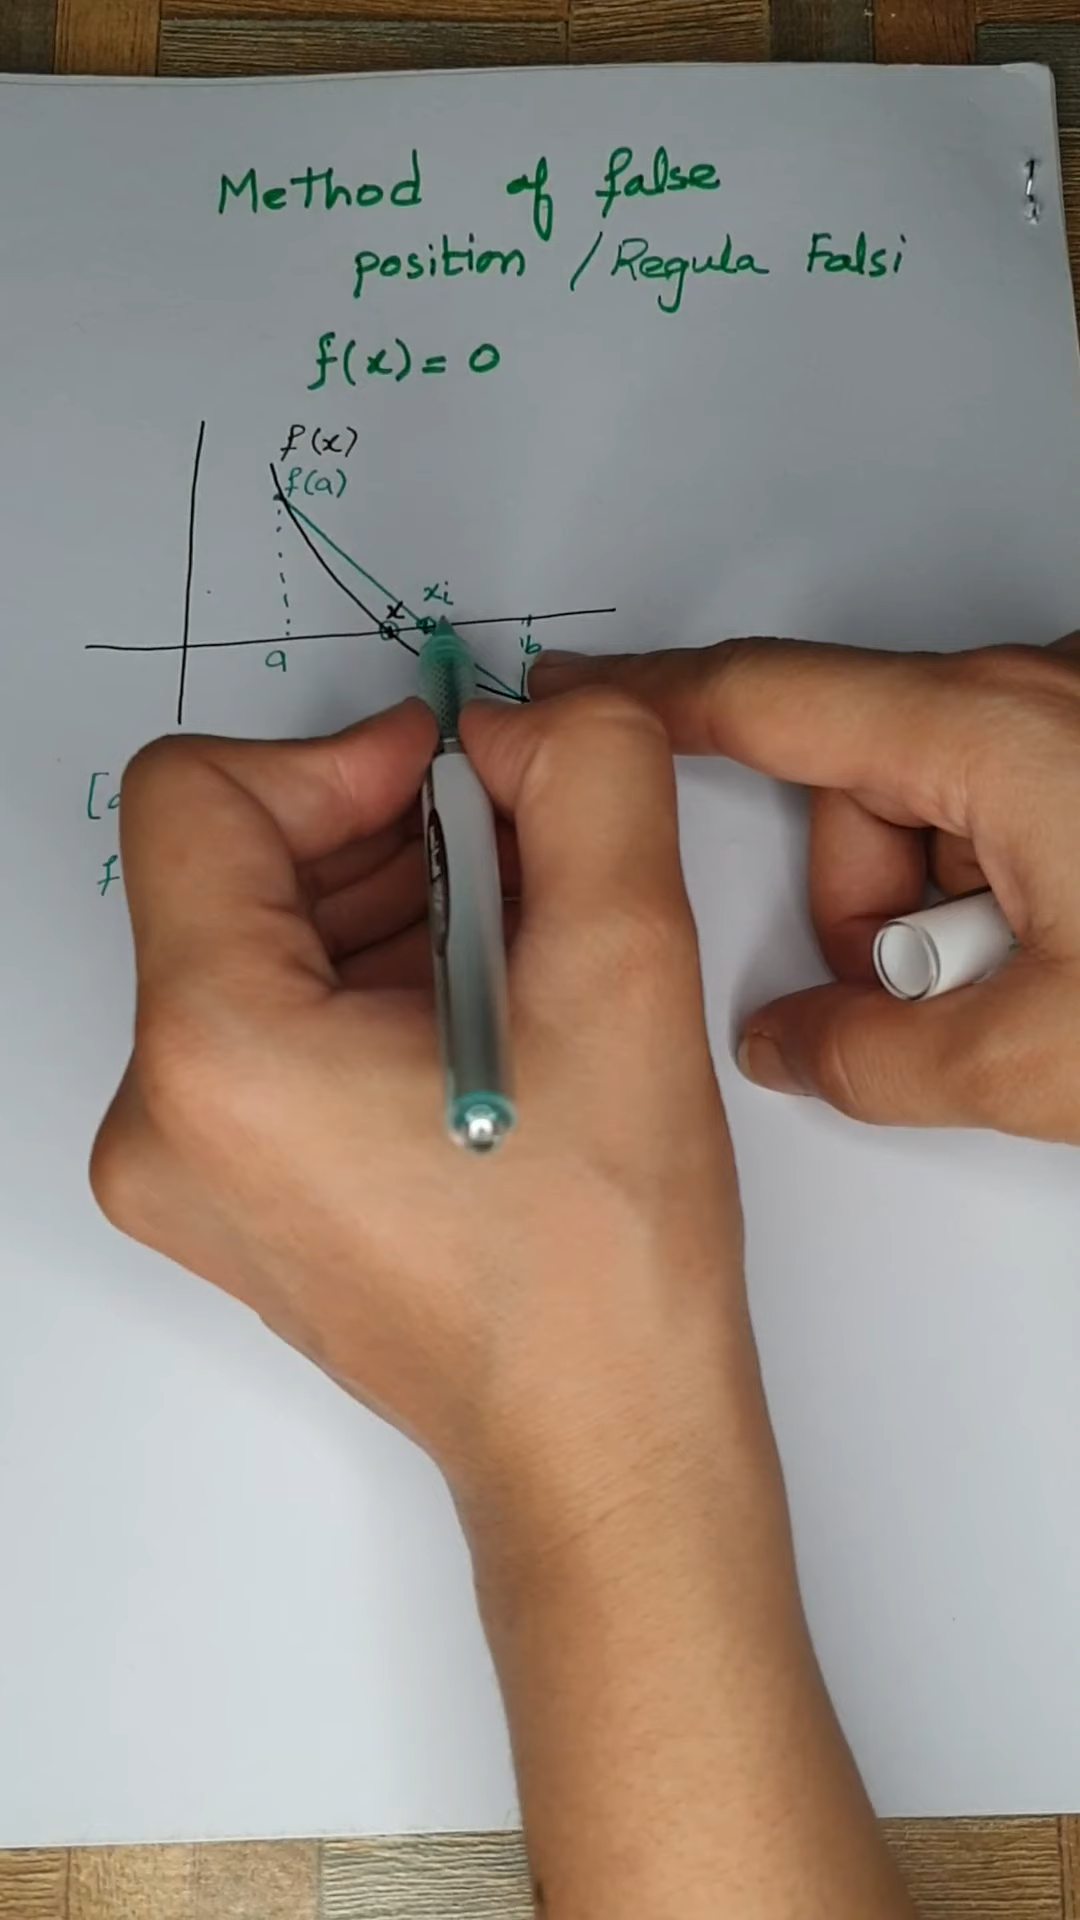 Method of false
position / Regula Falsi
f(x) = 0
f(x)
f(a)
xi
x
a
b
[
f